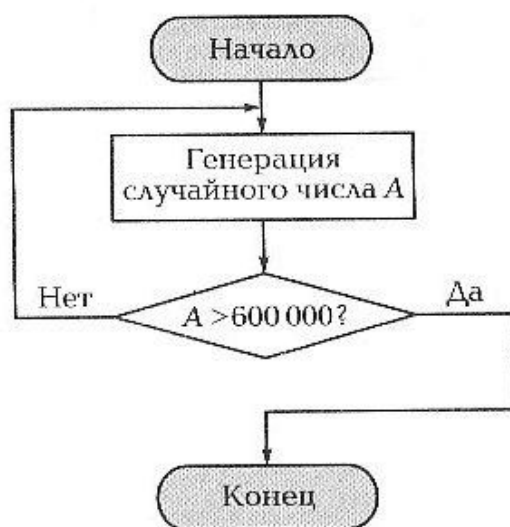 Начало
Генерация
случайного числа A
Нет
A >600 000?
Да
Конец